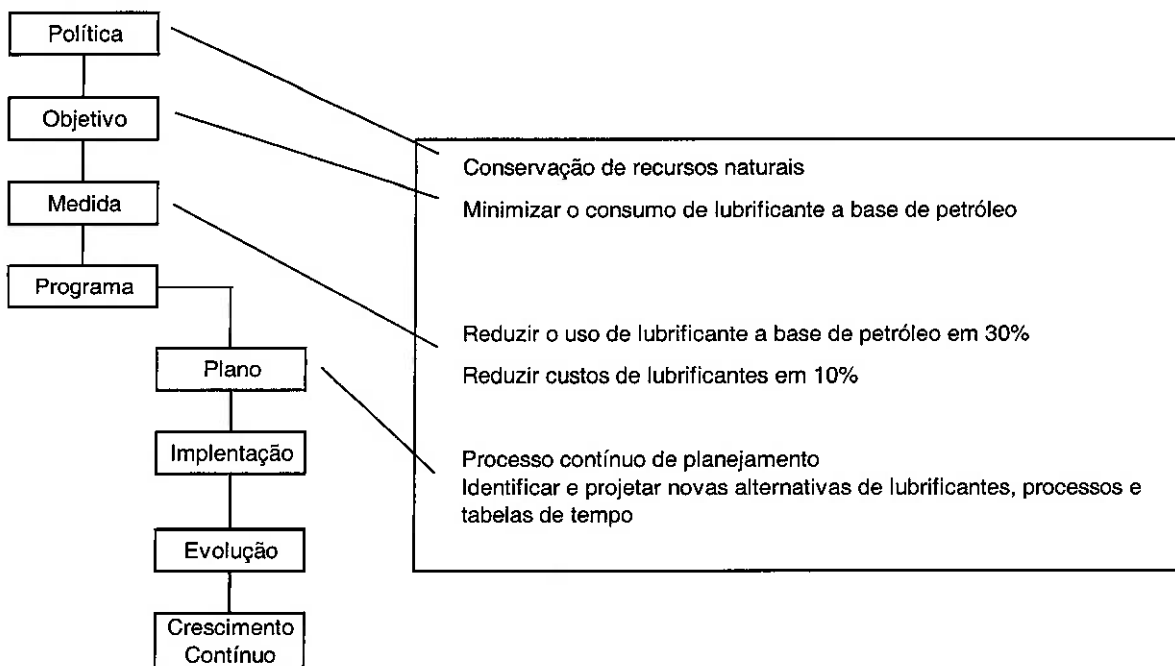 Política
Objetivo
Medida
Programa
Plano
Implentação
Evolução
Crescimento
Contínuo
Conservação de recursos naturais
Minimizar o consumo de lubrificante a base de petróleo
Reduzir o uso de lubrificante a base de petróleo em 30%
Reduzir custos de lubrificantes em 10%
Processo contínuo de planejamento
Identificar e projetar novas alternativas de lubrificantes, processos e
tabelas de tempo